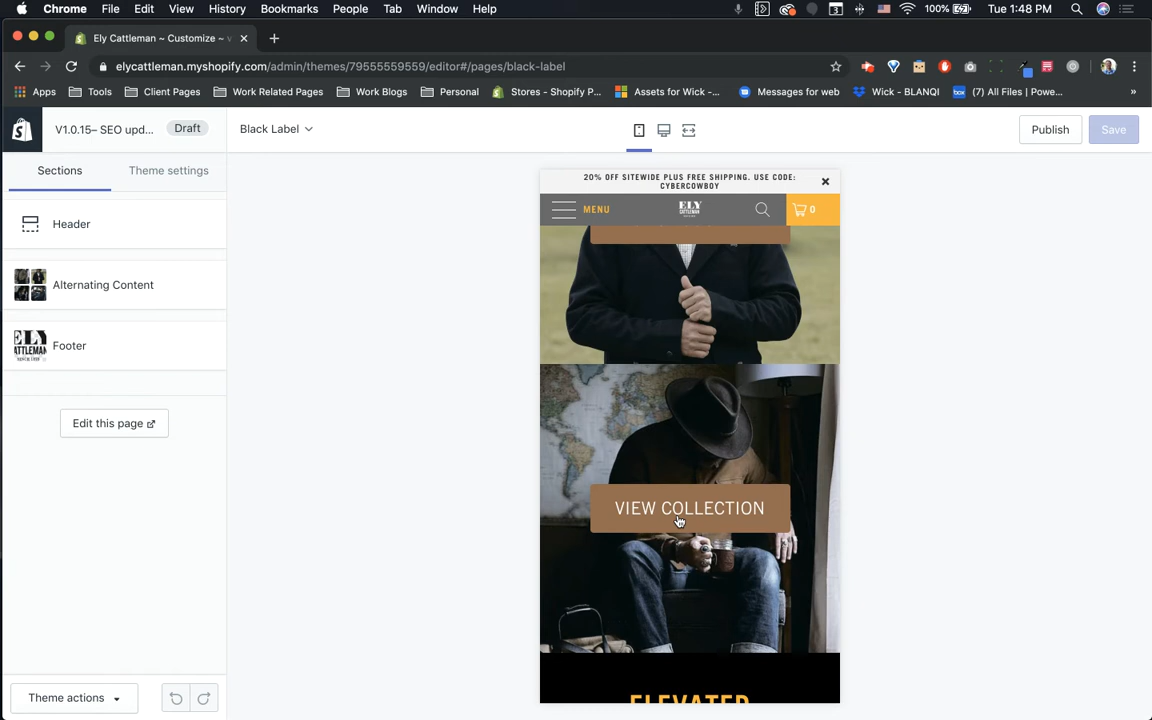 Chrome File Edit View History Bookmarks People Tab Window Help
3
100%
Tue 1:48 PM
Ely Cattleman ~ Customize ~
elycattleman.myshopify.com/admin/themes/79555559559/editor#/pages/black-label
Apps Tools Client Pages Work Related Pages Work Blogs Personal Stores - Shopify P... Assets for Wick -... Messages for web Wick - BLANQI (7) All Files | Powe... »
V1.0.15– SEO upd... Draft
Black Label
Publish
Save
Sections
Theme settings
Header
Alternating Content
Footer
Edit this page
Theme actions
20% OFF SITEWIDE PLUS FREE SHIPPING. USE CODE:
CYBERCOWBOY
MENU
ELY
CATTLEMAN
0
VIEW COLLECTION
ELEVATED